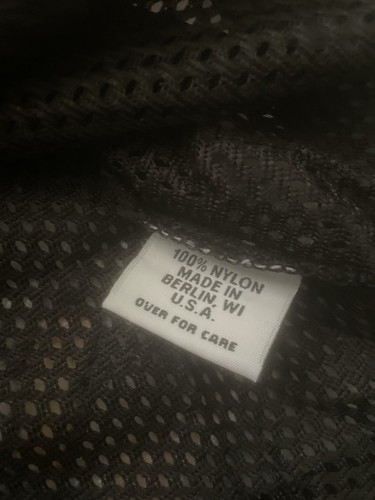 100% NYLON
MADE IN
BERLIN, WI
U.S.A.
OVER FOR CARE